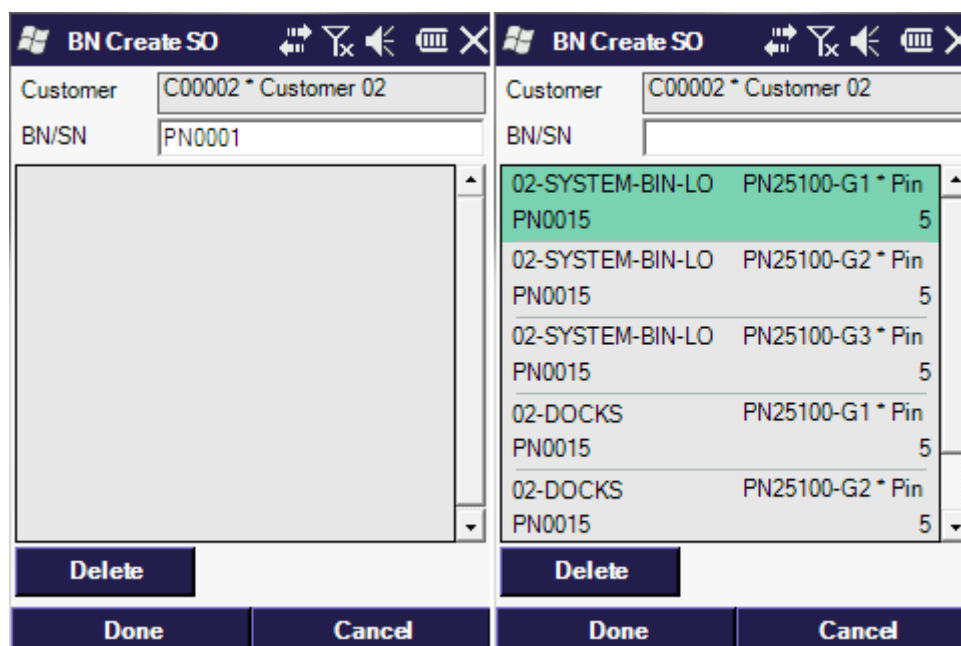 BN Create SO
Customer C00002 * Customer 02
BN/SN PN0001
Delete
Done Cancel
BN Create SO
Customer C00002 * Customer 02
BN/SN
02-SYSTEM-BIN-LO PN25100-G1 * Pin
PN0015 5
02-SYSTEM-BIN-LO PN25100-G2 * Pin
PN0015 5
02-SYSTEM-BIN-LO PN25100-G3 * Pin
PN0015 5
02-DOCKS PN25100-G1 * Pin
PN0015 5
02-DOCKS PN25100-G2 * Pin
PN0015 5
Delete
Done Cancel